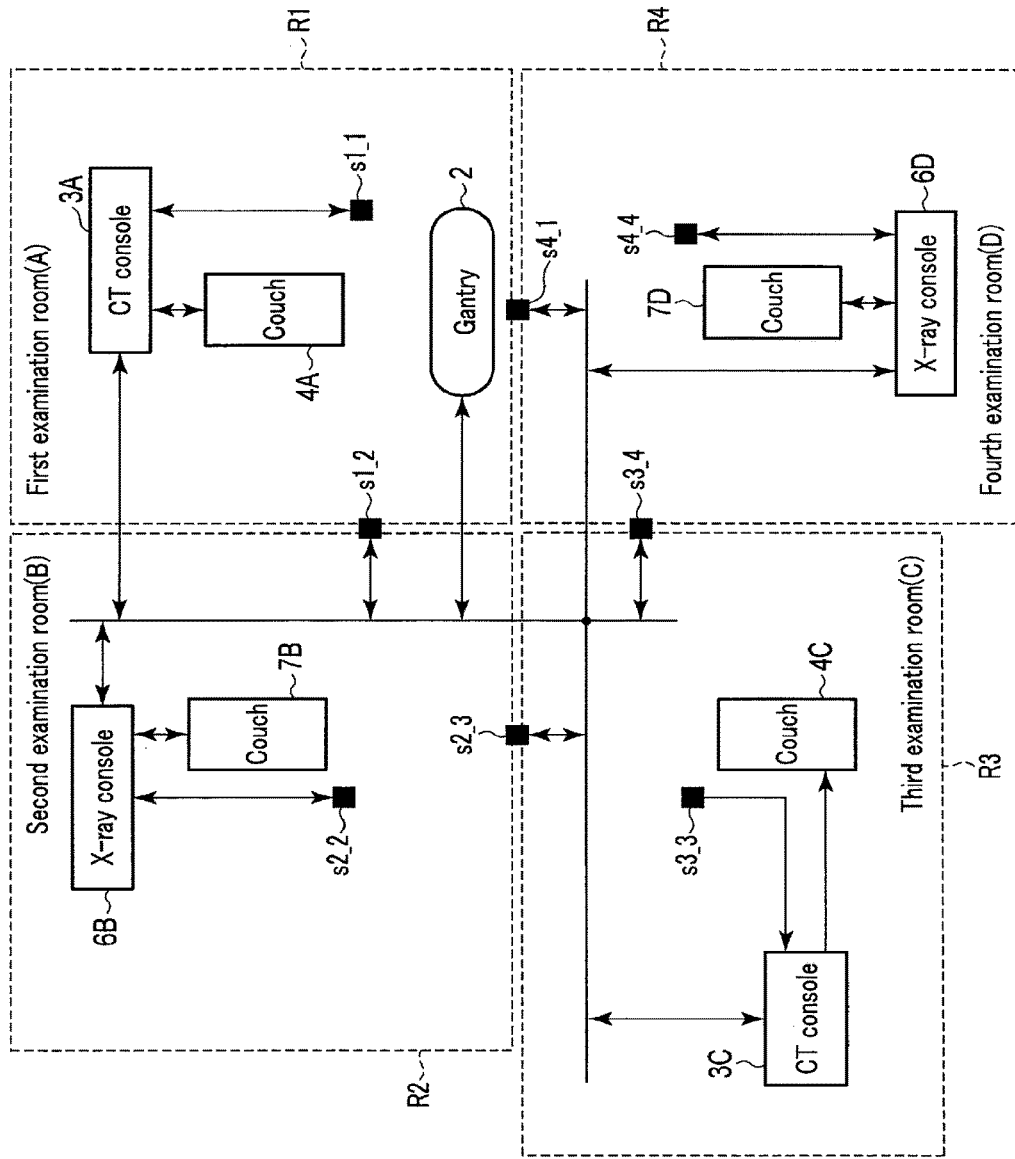 R1
R4
First examination room(A)
3A
CT console
s1_1
Couch
4A
2
Gantry
s1_2
Second examination room(B)
X-ray console
6B
7B
Couch
s2_2
s2_3
R2
s4_1
s4_4
7D
Couch
6D
X-ray console
Fourth examination room(D)
s3_4
4C
Couch
s3_3
3C
CT console
Third examination room(C)
R3